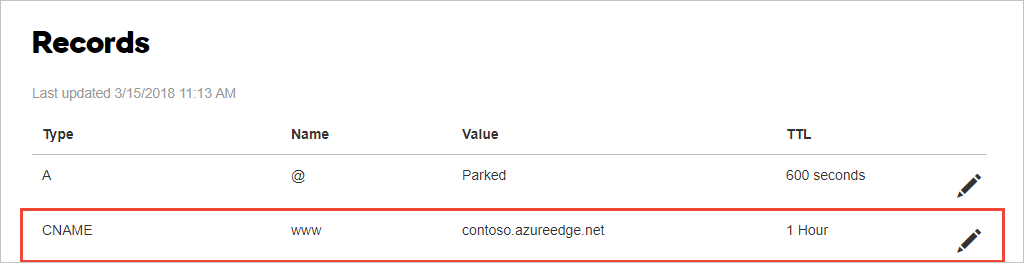 Records
Last updated 3/15/2018 11:13 AM
Type Name Value TTL
A @ Parked 600 seconds
CNAME www contoso.azureedge.net 1 Hour